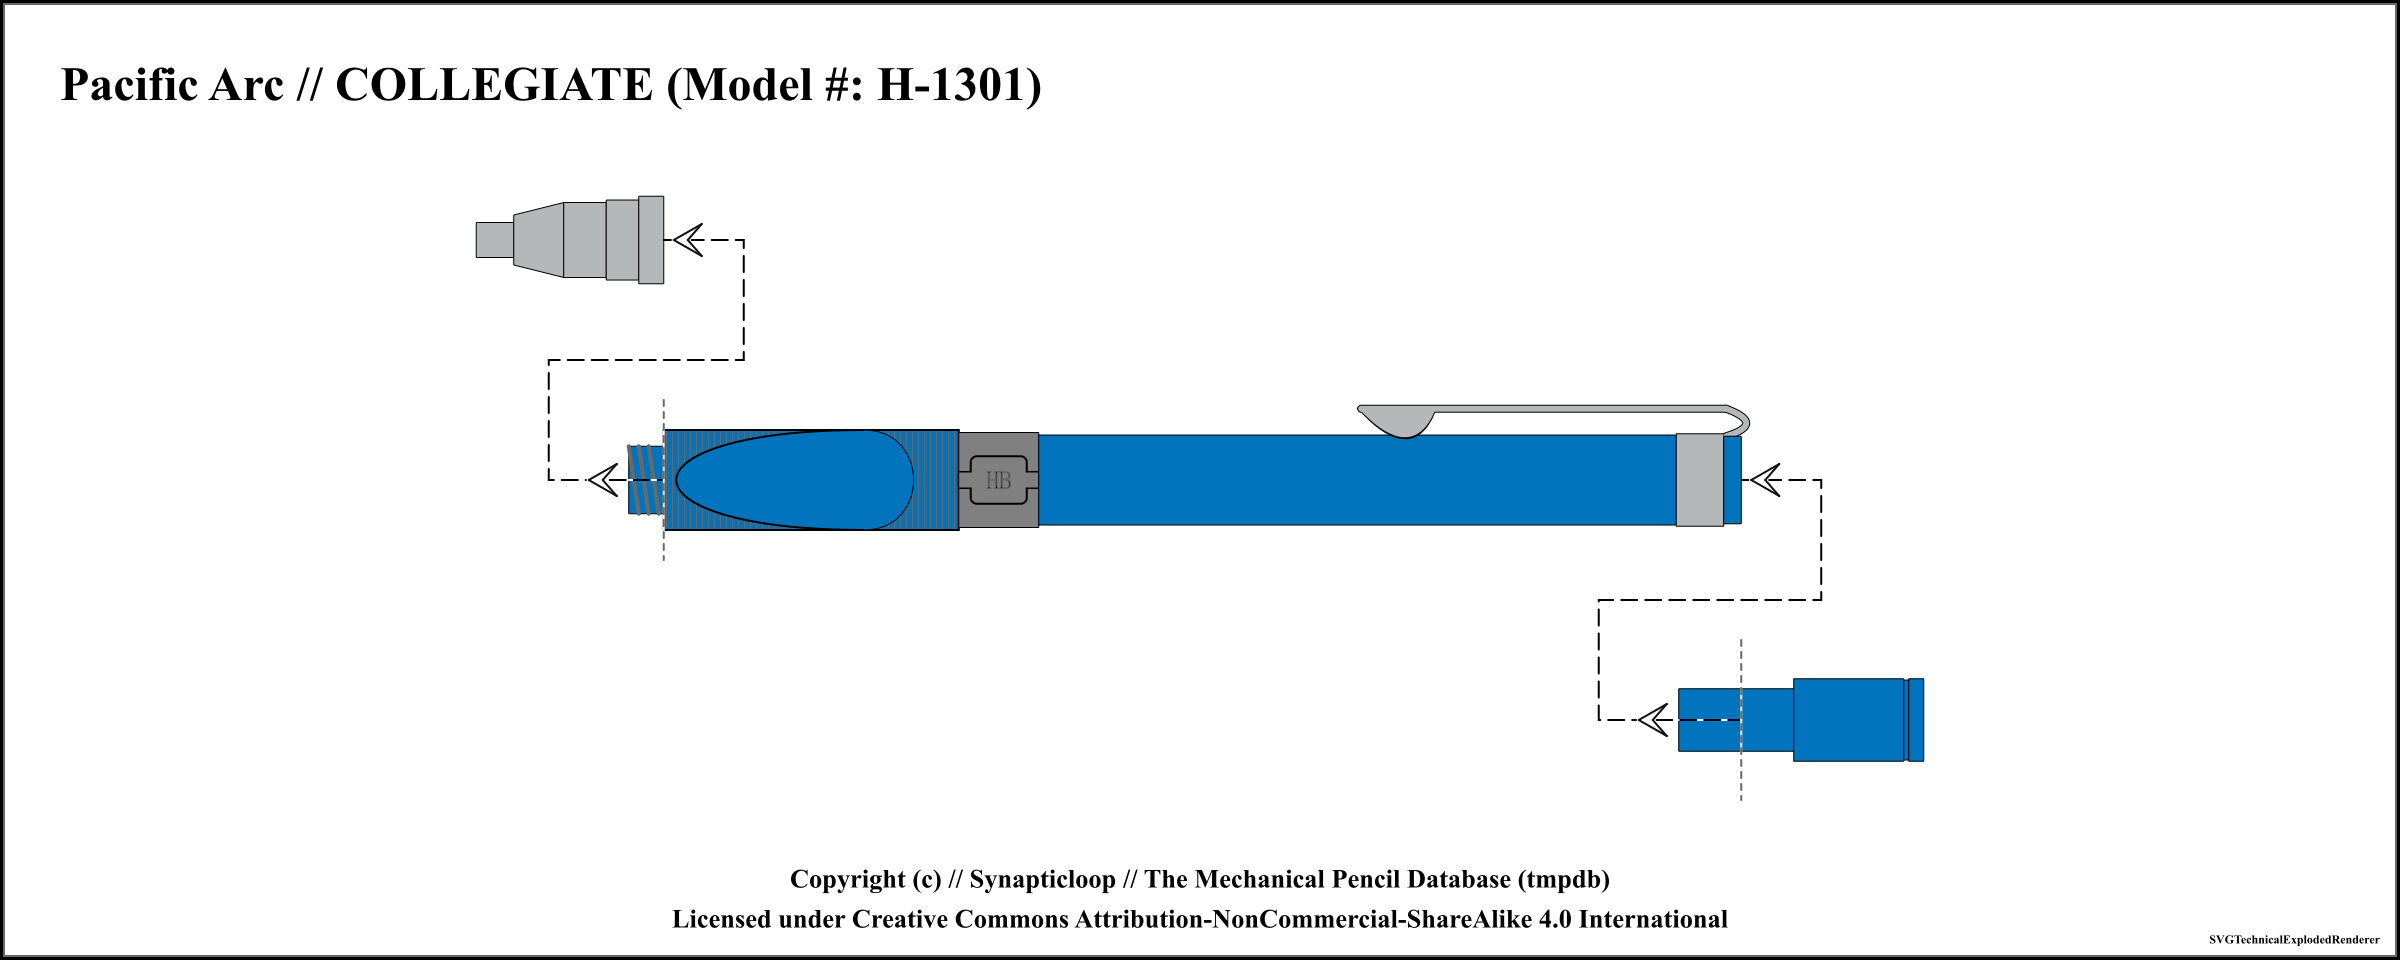 Pacific Arc // COLLEGIATE (Model #: H-1301)
HB
Copyright (c) // Synapticloop // The Mechanical Pencil Database (tmpdb)
Licensed under Creative Commons Attribution-NonCommercial-ShareAlike 4.0 International
SVGTechnicalExplodedRenderer